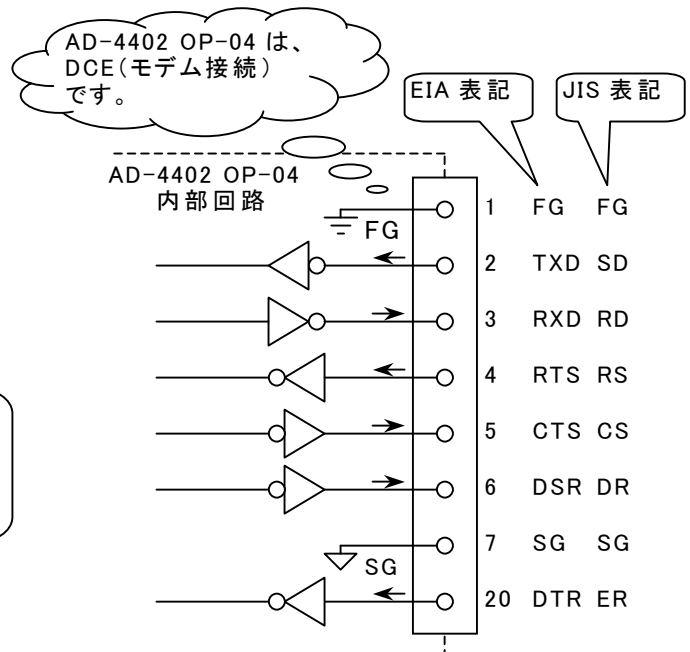 AD-4402 OP-04 は、
DCE(モデム接続)
です。
EIA 表記
JIS 表記
AD-4402 OP-04
内部回路
FG
1 FG FG
2 TXD SD
3 RXD RD
4 RTS RS
5 CTS CS
6 DSR DR
7 SG SG
SG
20 DTR ER